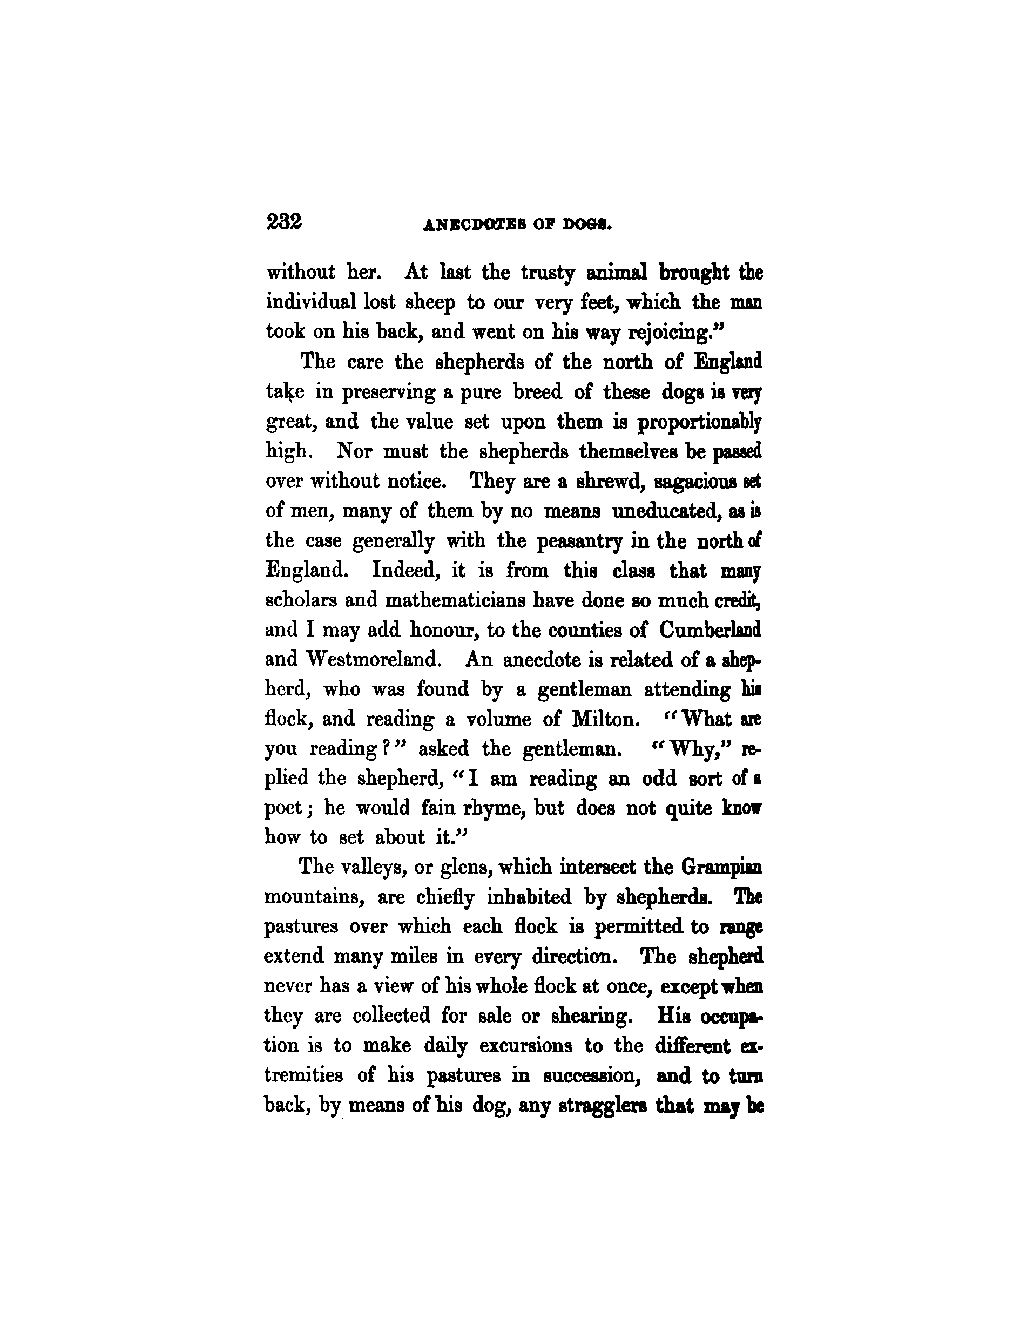 232 ANECDOTES OF DOGS.
without her. At last the trusty animal brought the
individual lost sheep to our very feet, which the man
took on his back, and went on his way rejoicing."
The care the shepherds of the north of England
take in preserving a pure breed of these dogs is very
great, and the value set upon them is proportionably
high. Nor must the shepherds themselves be passed
over without notice. They are a shrewd, sagacious set
of men, many of them by no means uneducated, as is
the case generally with the peasantry in the north of
England. Indeed, it is from this class that many
scholars and mathematicians have done so much credit,
and I may add honour, to the counties of Cumberland
and Westmoreland. An anecdote is related of a shep-
herd, who was found by a gentleman attending his
flock, and reading a volume of Milton. "What are
you reading?" asked the gentleman. "Why," re-
plied the shepherd, "I am reading an odd sort of a
poet; he would fain rhyme, but does not quite know
how to set about it."
The valleys, or glens, which intersect the Grampian
mountains, are chiefly inhabited by shepherds. The
pastures over which each flock is permitted to range
extend many miles in every direction. The shepherd
never has a view of his whole flock at once, except when
they are collected for sale or shearing. His occupa-
tion is to make daily excursions to the different ex-
tremities of his pastures in succession, and to turn
back, by means of his dog, any stragglers that may be